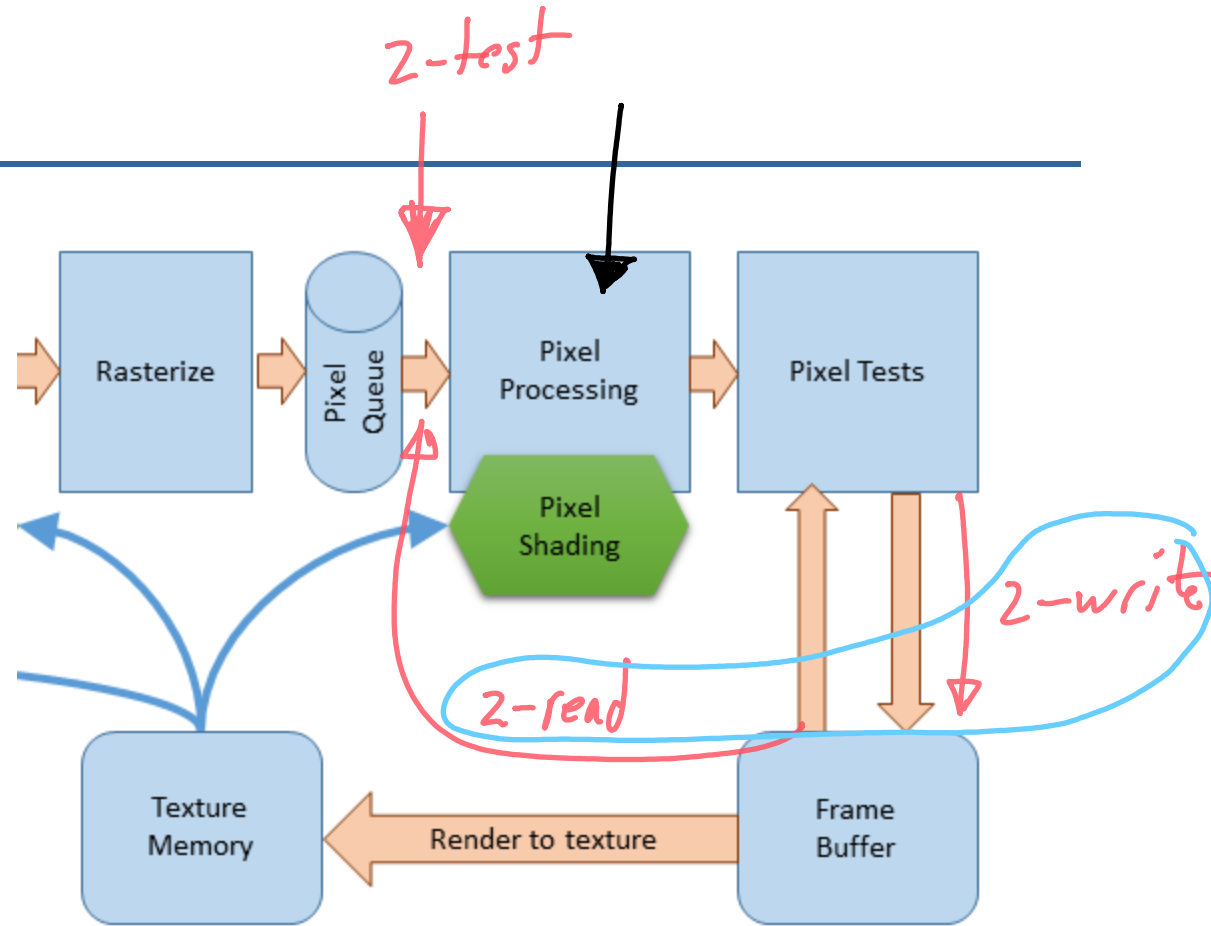 z-test
Rasterize
Pixel
Queue
Pixel
Processing
Pixel Tests
Pixel
Shading
z-write
z-read
Texture
Memory
Render to texture
Frame
Buffer